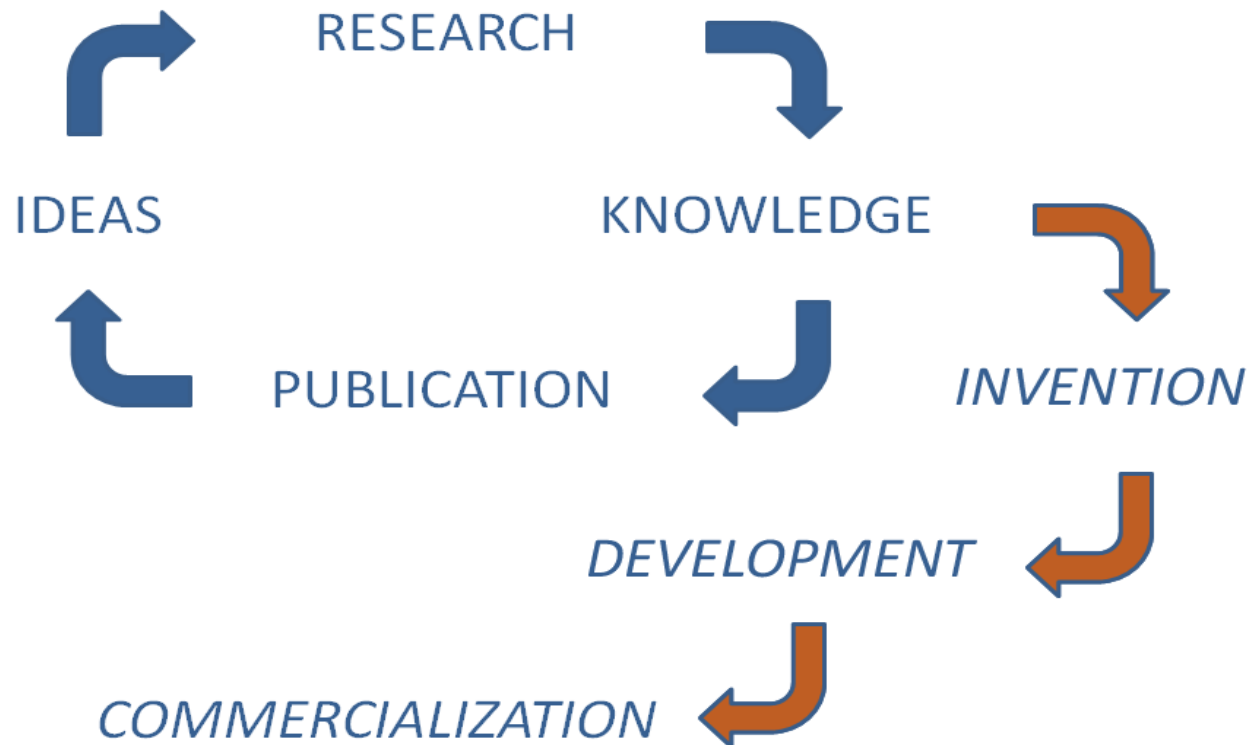 RESEARCH
IDEAS
KNOWLEDGE
PUBLICATION
INVENTION
DEVELOPMENT
COMMERCIALIZATION